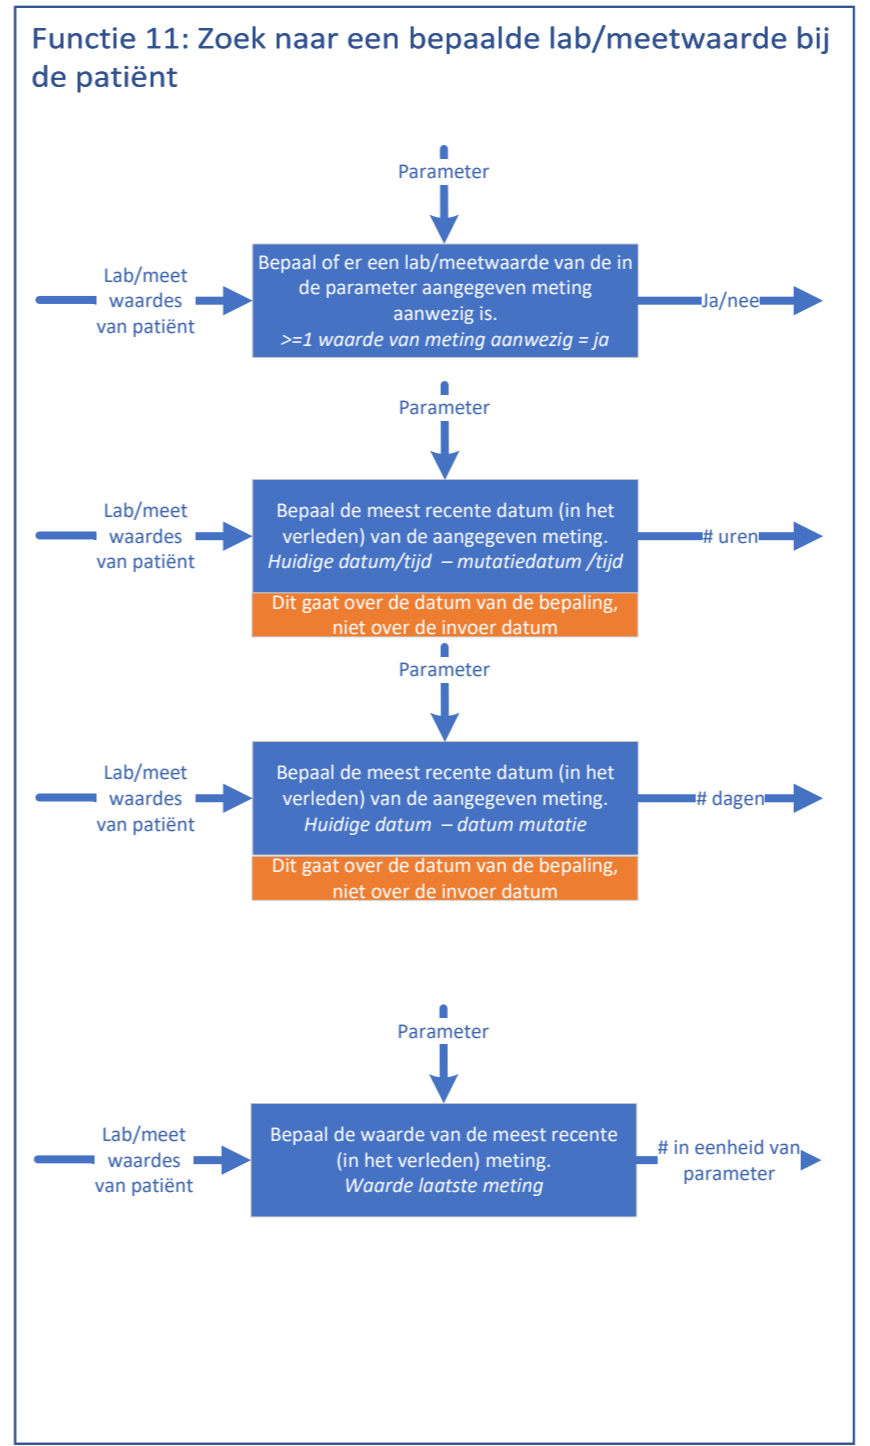 Functie 11: Zoek naar een bepaalde lab/meetwaarde bij
de patiënt
Parameter
Lab/meet
waardes
van patiënt
Bepaal of er een lab/meetwaarde van de in
de parameter aangegeven meting
aanwezig is.
>=1 waarde van meting aanwezig = ja
Ja/nee
Parameter
Lab/meet
waardes
van patiënt
Bepaal de meest recente datum (in het
verleden) van de aangegeven meting.
Huidige datum/tijd – mutatiedatum /tijd
# uren
Dit gaat over de datum van de bepaling,
niet over de invoer datum
Parameter
Lab/meet
waardes
van patiënt
Bepaal de meest recente datum (in het
verleden) van de aangegeven meting.
Huidige datum – datum mutatie
# dagen
Dit gaat over de datum van de bepaling,
niet over de invoer datum
Parameter
Lab/meet
waardes
van patiënt
Bepaal de waarde van de meest recente
(in het verleden) meting.
Waarde laatste meting
# in eenheid van
parameter